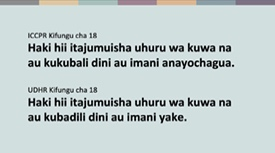 ICCPR Kifungu cha 18
Haki hii itajumuisha uhuru wa kuwa na
au kukubali dini au imani anayochagua.
UDHR Kifungu cha 18
Haki hii itajumuisha uhuru wa kuwa na
au kubadili dini au imani yake.